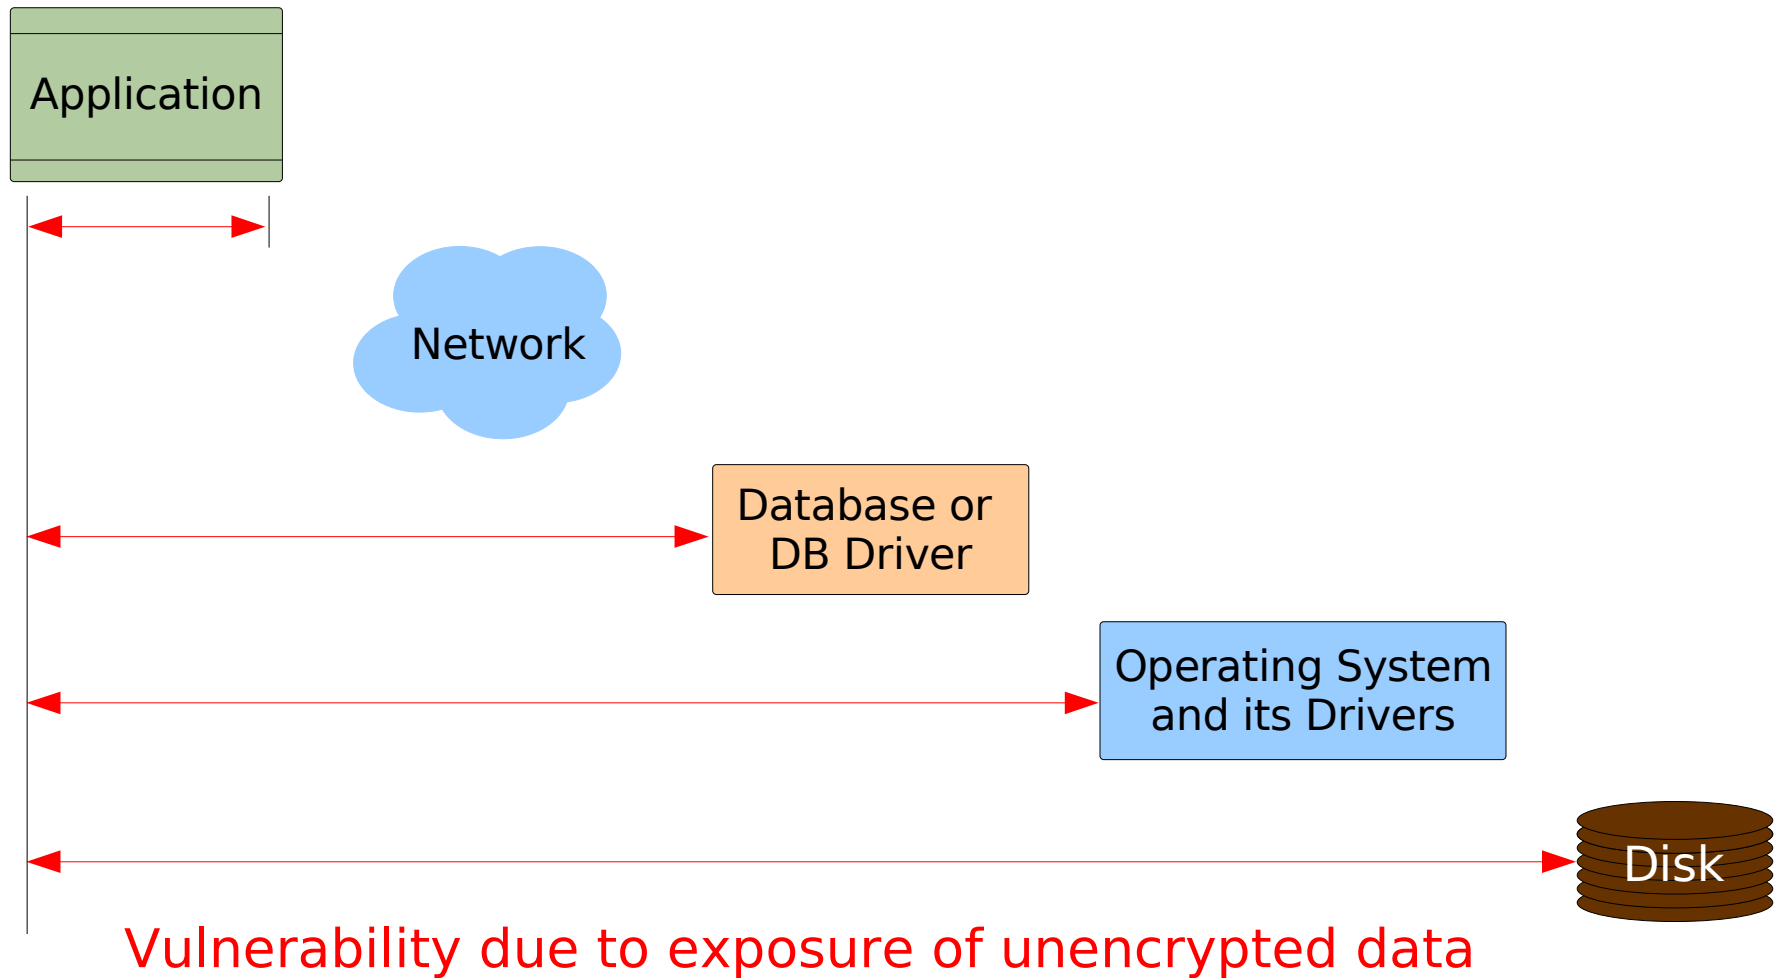 Application
Network
Database or
DB Driver
Operating System
and its Drivers
Disk
Vulnerability due to exposure of unencrypted data